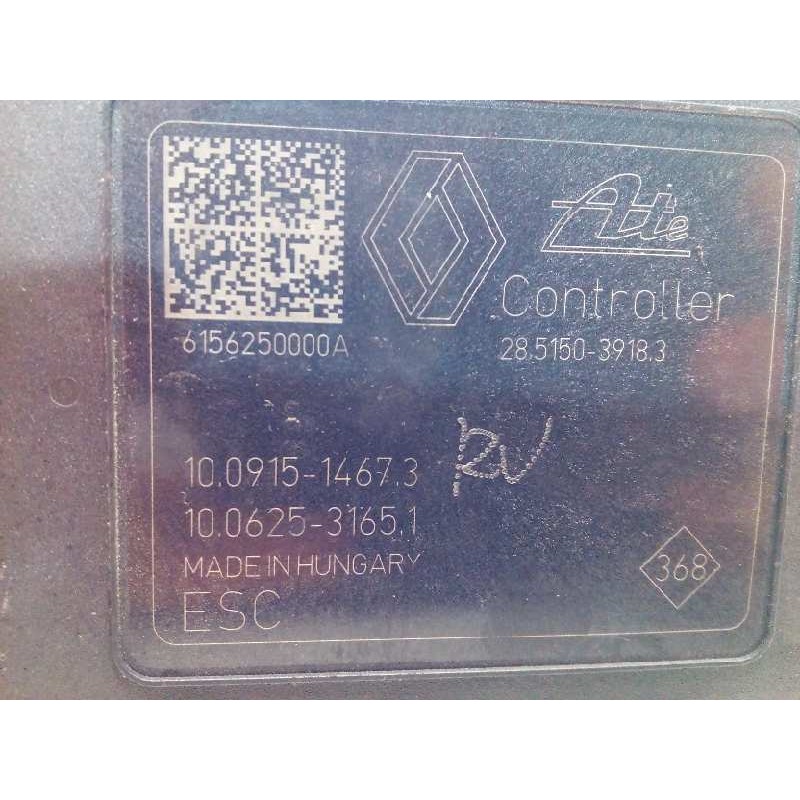 Ate
Controller
6156250000A
28.5150-3918.3
10.0915-1467.3
RV
10.0625-3165.1
MADE IN HUNGARY
368
ESC